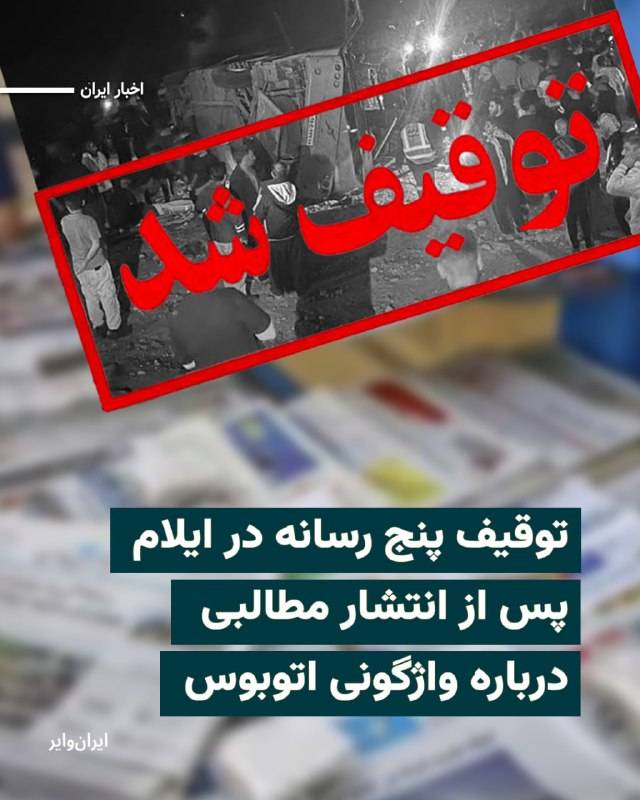 اخبار ایران
توقیف شد
توقیف پنج رسانه در ایلام
پس از انتشار مطالبی
درباره واژگونی اتوبوس
ایران‌وایر